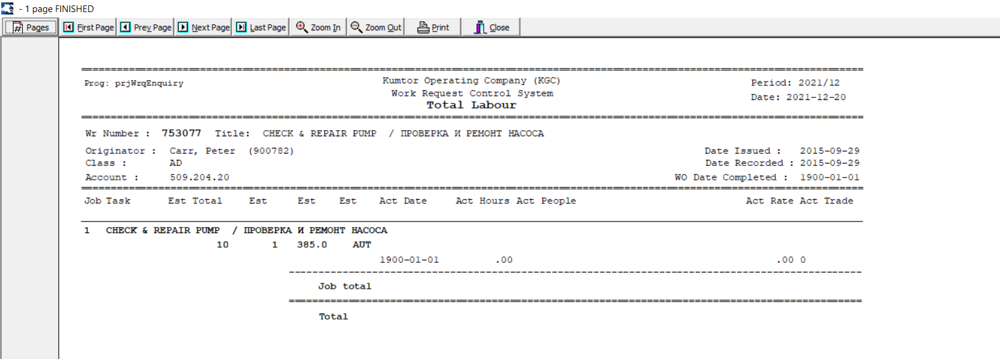 - 1 page FINISHED
Pages First Page Prev Page Next Page Last Page Zoom In Zoom Out Print Close
Prog: prjWrqEnquiry Kumtor Operating Company (KGC) Period: 2021/12
Work Request Control System Date: 2021-12-20
Total Labour
Wr Number : 753077 Title: CHECK & REPAIR PUMP / ПРОВЕРКА И РЕМОНТ НАСОСА
Originator : Carr, Peter (900782) Date Issued : 2015-09-29
Class : AD Date Recorded : 2015-09-29
Account : 509.204.20 WO Date Completed : 1900-01-01
Job Task Est Total Est Est Est Act Date Act Hours Act People Act Rate Act Trade
1 CHECK & REPAIR PUMP / ПРОВЕРКА И РЕМОНТ НАСОСА
10 1 385.0 AUT
1900-01-01 .00 .00 0
Job total
Total